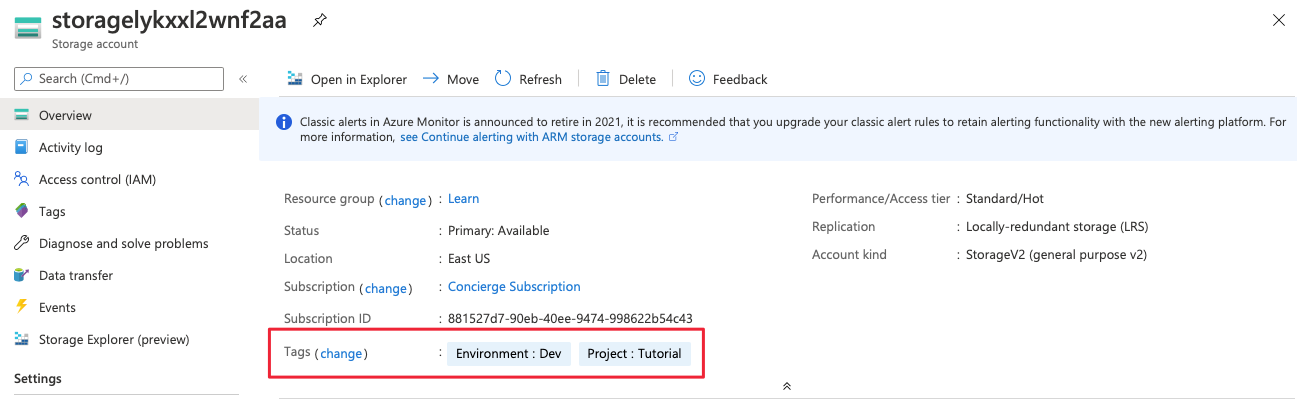 storagelykxxl2wnf2aa
Storage account
Search (Cmd+/)
«
Open in Explorer
Move
Refresh
Delete
Feedback
Overview
Activity log
Access control (IAM)
Tags
Diagnose and solve problems
Data transfer
Events
Storage Explorer (preview)
Settings
Classic alerts in Azure Monitor is announced to retire in 2021, it is recommended that you upgrade your classic alert rules to retain alerting functionality with the new alerting platform. For
more information, see Continue alerting with ARM storage accounts.
Resource group (change) : Learn
Status : Primary: Available
Location : East US
Subscription (change) : Concierge Subscription
Subscription ID : 881527d7-90eb-40ee-9474-998622b54c43
Tags (change) : Environment : Dev Project : Tutorial
Performance/Access tier : Standard/Hot
Replication : Locally-redundant storage (LRS)
Account kind : StorageV2 (general purpose v2)